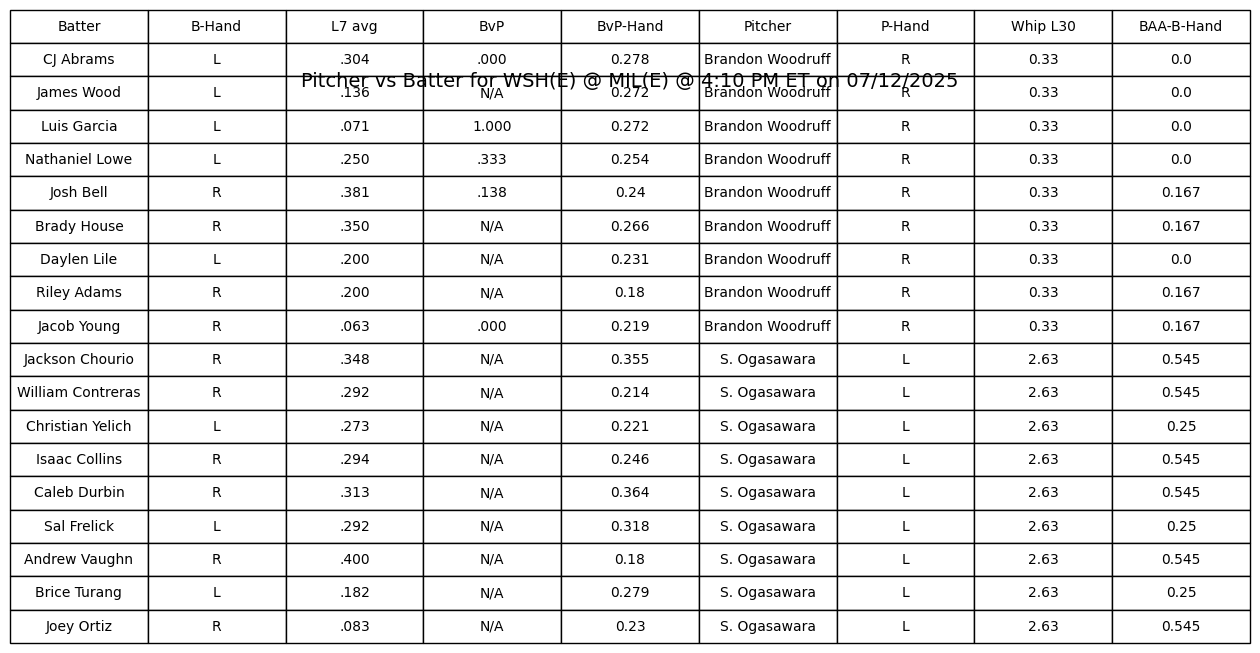 Batter B-Hand L7 avg BvP BvP-Hand Pitcher P-Hand Whip L30 BAA-B-Hand
CJ Abrams L .304 .000 0.278 Brandon Woodruff R 0.33 0.0
Pitcher vs Batter for WSH(E) @ MIL(E) @ 4:10 PM ET on 07/12/2025
James Wood L .136 N/A 0.272 Brandon Woodruff R 0.33 0.0
Luis Garcia L .071 1.000 0.272 Brandon Woodruff R 0.33 0.0
Nathaniel Lowe L .250 .333 0.254 Brandon Woodruff R 0.33 0.0
Josh Bell R .381 .138 0.24 Brandon Woodruff R 0.33 0.167
Brady House R .350 N/A 0.266 Brandon Woodruff R 0.33 0.167
Daylen Lile L .200 N/A 0.231 Brandon Woodruff R 0.33 0.0
Riley Adams R .200 N/A 0.18 Brandon Woodruff R 0.33 0.167
Jacob Young R .063 .000 0.219 Brandon Woodruff R 0.33 0.167
Jackson Chourio R .348 N/A 0.355 S. Ogasawara L 2.63 0.545
William Contreras R .292 N/A 0.214 S. Ogasawara L 2.63 0.545
Christian Yelich L .273 N/A 0.221 S. Ogasawara L 2.63 0.25
Isaac Collins R .294 N/A 0.246 S. Ogasawara L 2.63 0.545
Caleb Durbin R .313 N/A 0.364 S. Ogasawara L 2.63 0.545
Sal Frelick L .292 N/A 0.318 S. Ogasawara L 2.63 0.25
Andrew Vaughn R .400 N/A 0.18 S. Ogasawara L 2.63 0.545
Brice Turang L .182 N/A 0.279 S. Ogasawara L 2.63 0.25
Joey Ortiz R .083 N/A 0.23 S. Ogasawara L 2.63 0.545